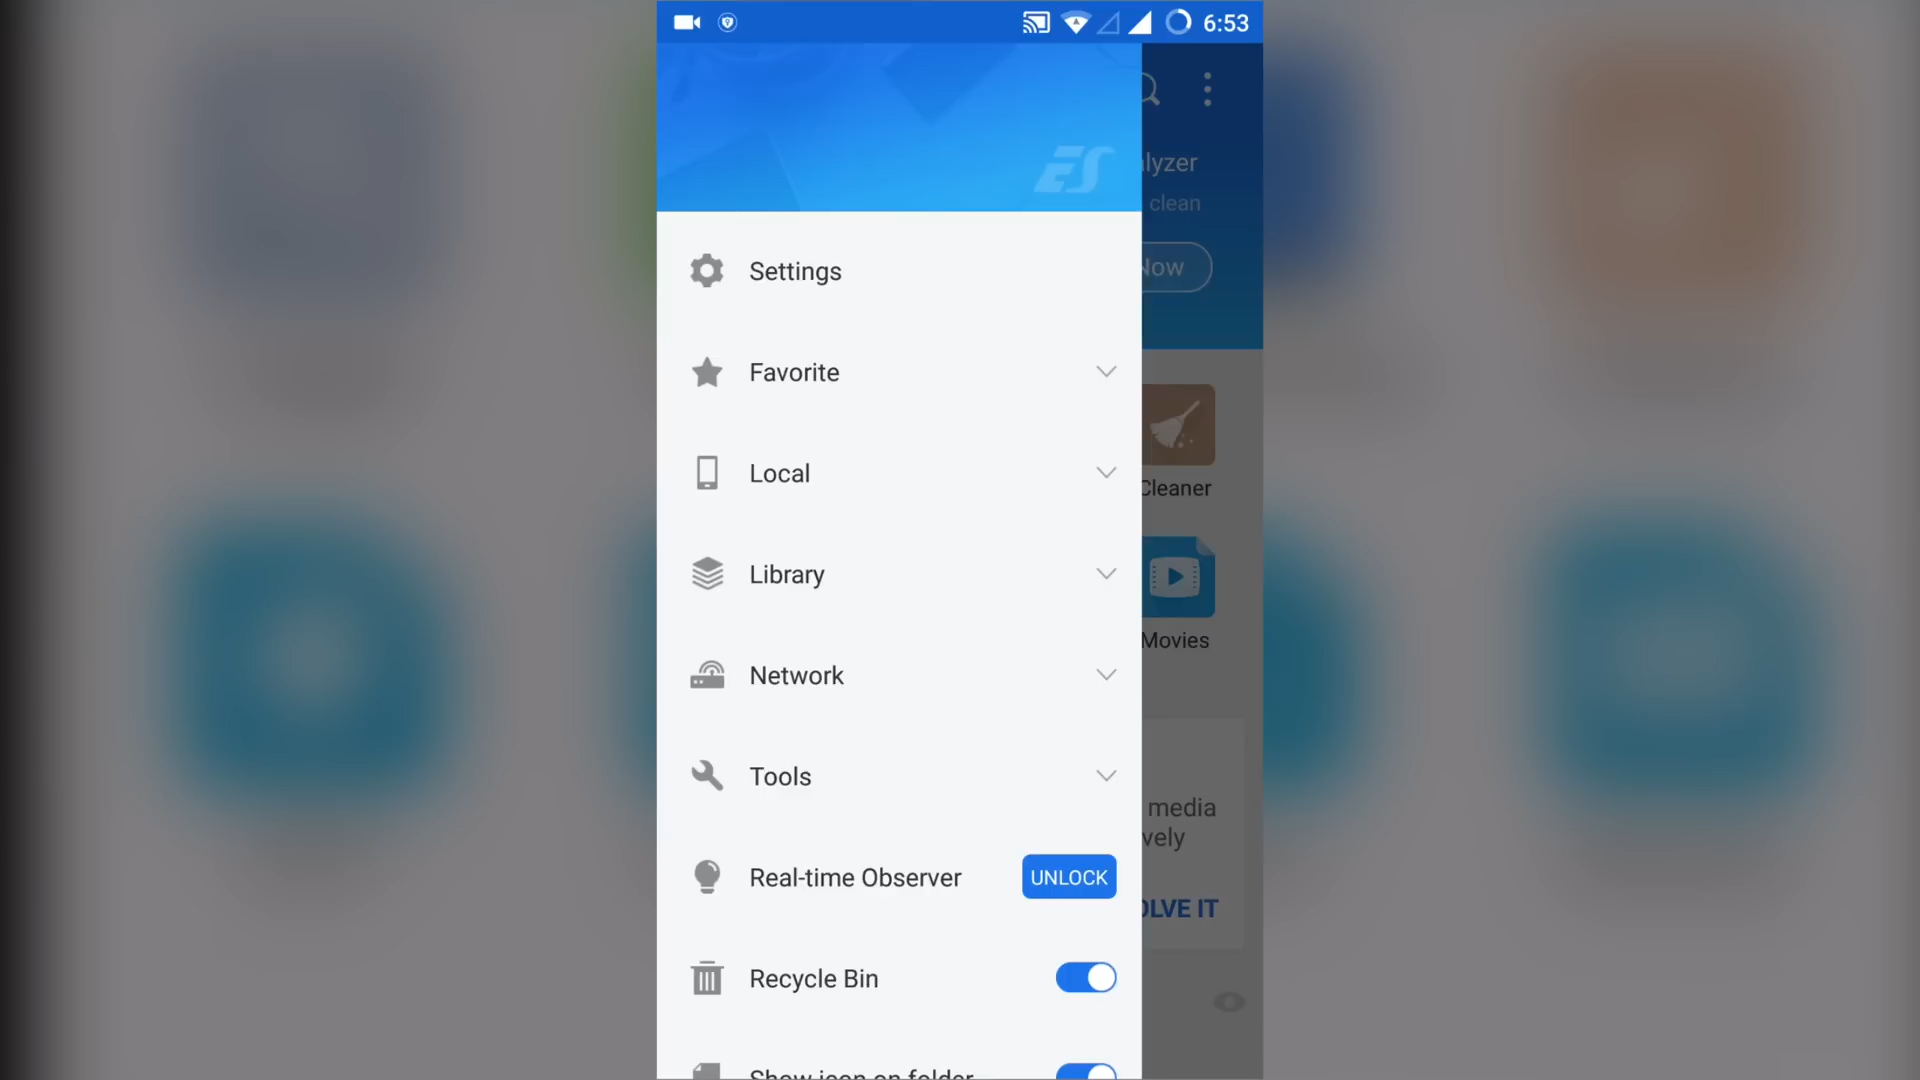 6:53
ES
lyzer
clean
Now
Settings
Favorite
Local
Cleaner
Library
Movies
Network
Tools
media
vely
Real-time Observer
UNLOCK
OLVE IT
Recycle Bin
Show icon on folder